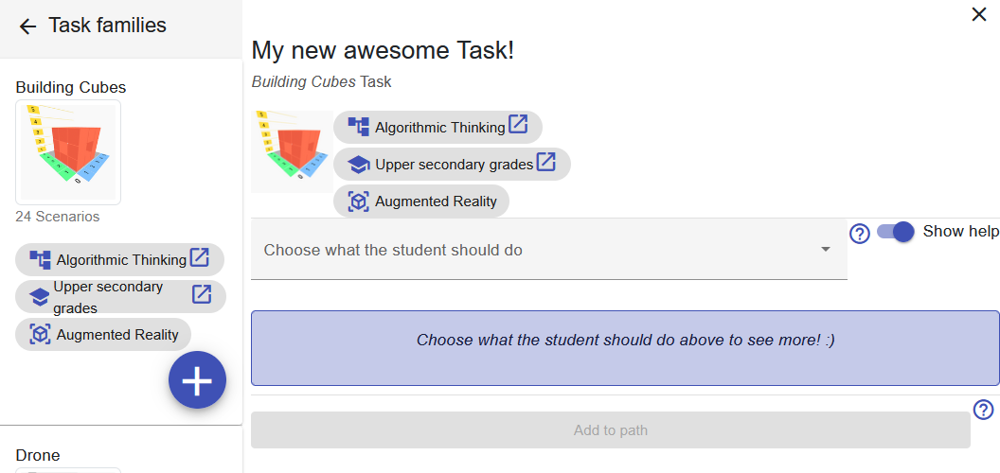 Task families
Building Cubes
24 Scenarios
Algorithmic Thinking
Upper secondary
grades
Augmented Reality
Drone
My new awesome Task!
Building Cubes Task
Algorithmic Thinking
Upper secondary grades
Augmented Reality
Choose what the student should do
Show help
Choose what the student should do above to see more! :)
Add to path